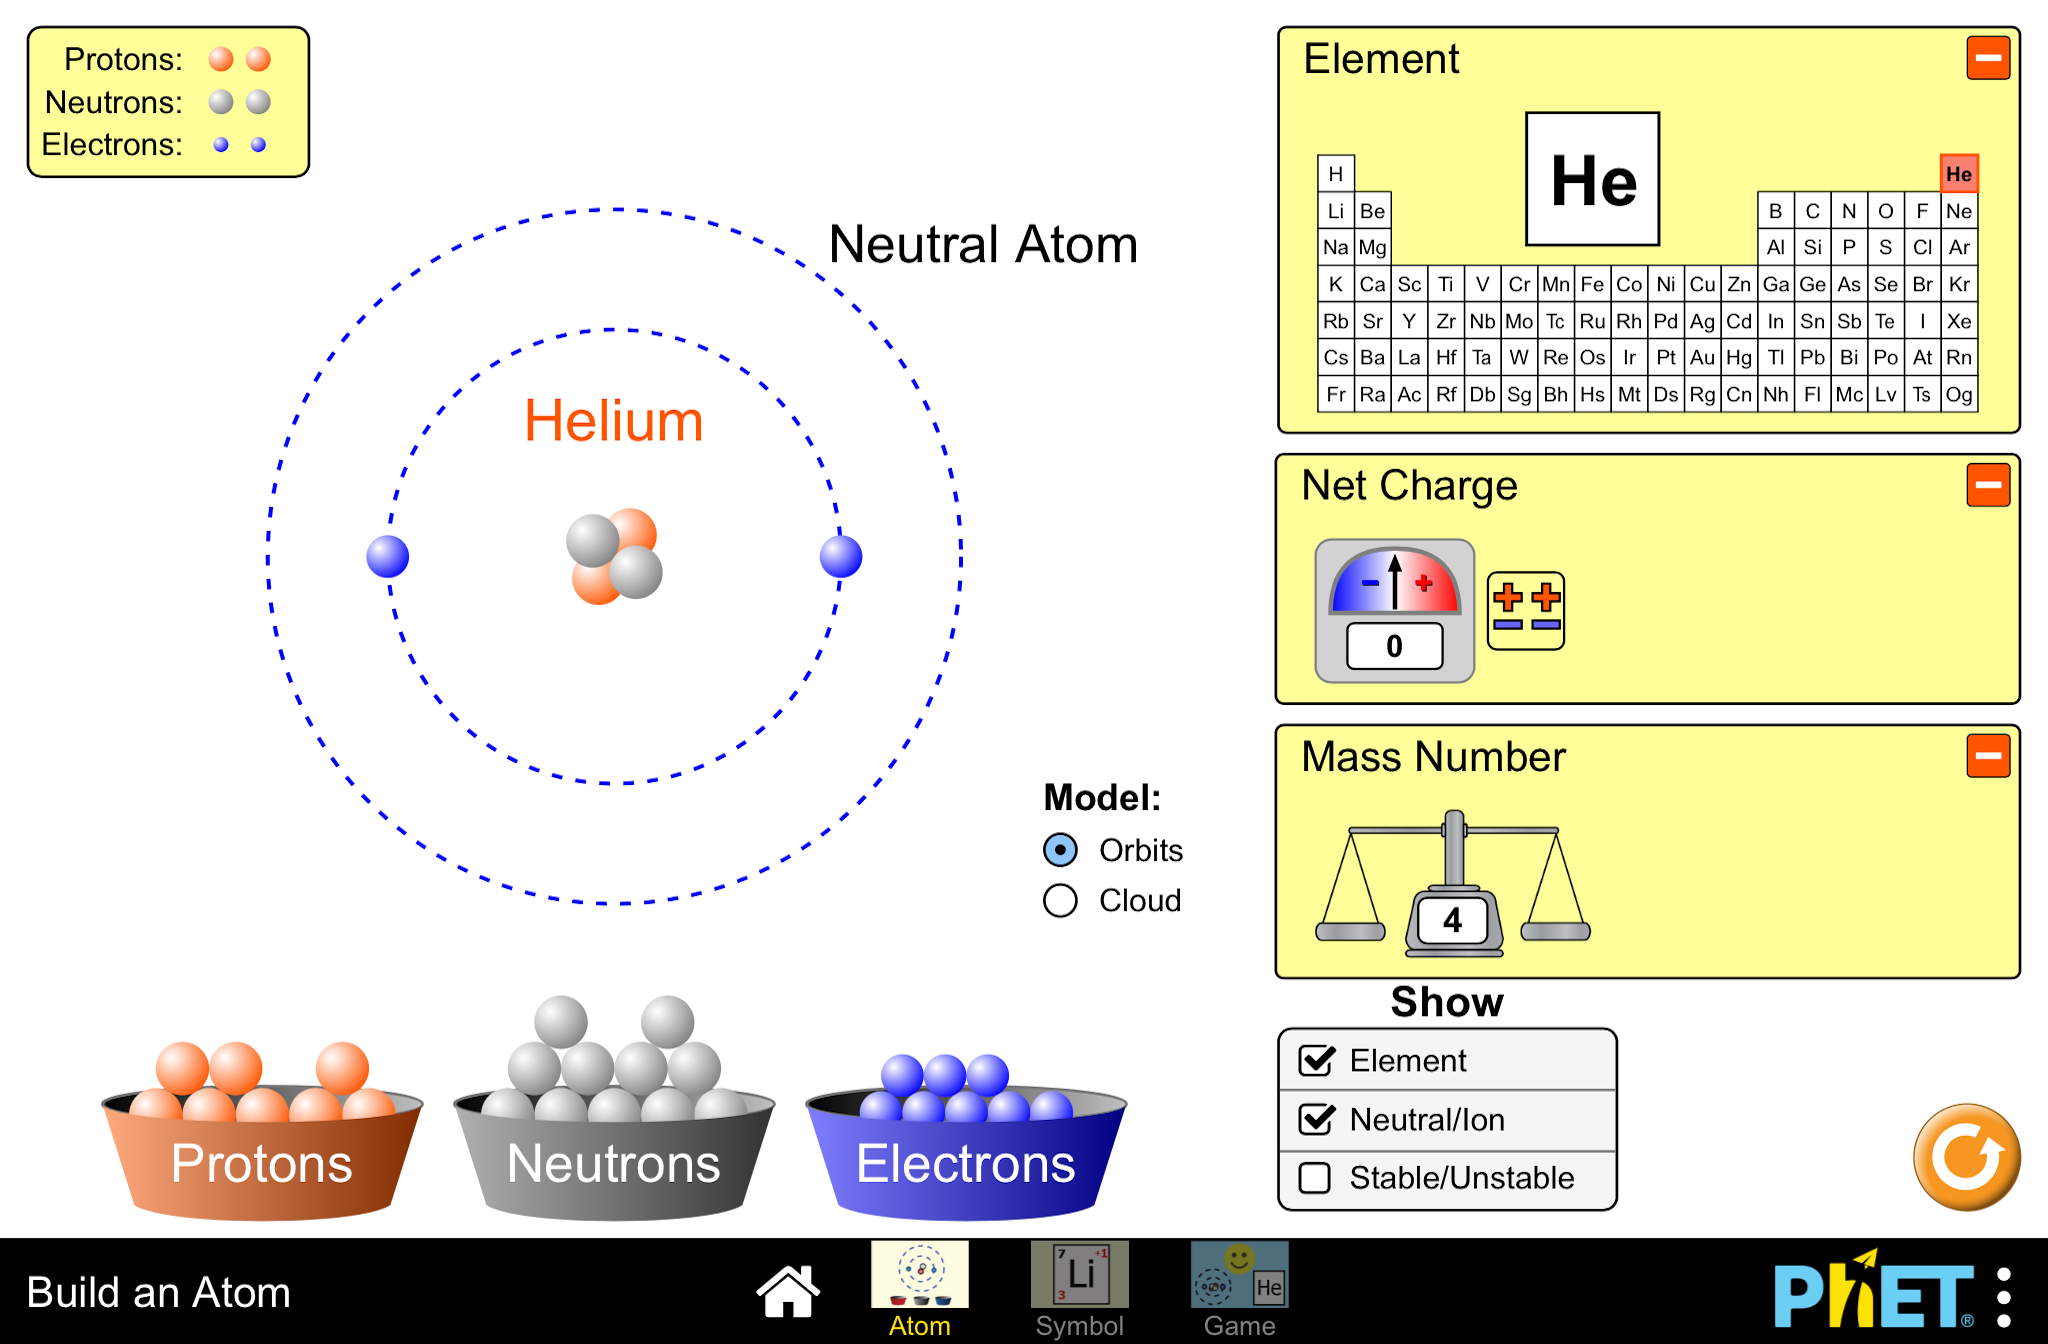 Protons:
Neutrons:
Electrons:
Neutral Atom
Helium
Model:
Orbits
Cloud
Protons
Neutrons
Electrons
Element
He
H He
Li Be B C N O F Ne
Na Mg Al Si P S Cl Ar
K Ca Sc Ti V Cr Mn Fe Co Ni Cu Zn Ga Ge As Se Br Kr
Rb Sr Y Zr Nb Mo Tc Ru Rh Pd Ag Cd In Sn Sb Te I Xe
Cs Ba La Hf Ta W Re Os Ir Pt Au Hg Tl Pb Bi Po At Rn
Fr Ra Ac Rf Db Sg Bh Hs Mt Ds Rg Cn Nh Fl Mc Lv Ts Og
Net Charge
- +
0
Mass Number
4
Show
Element
Neutral/Ion
Stable/Unstable
Build an Atom
Atom
7 +1
Li
3
Symbol
He
Game
PhET®